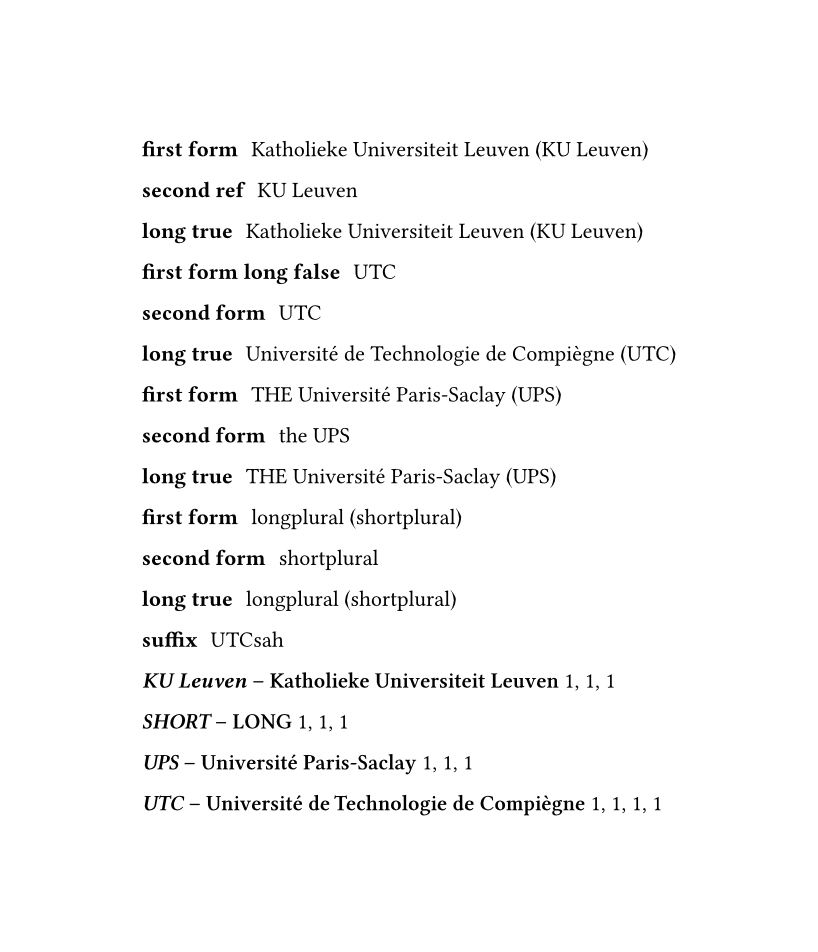 first form Katholieke Universiteit Leuven (KU Leuven)
second ref KU Leuven
long true Katholieke Universiteit Leuven (KU Leuven)
first form long false UTC
second form UTC
long true Université de Technologie de Compiègne (UTC)
first form THE Université Paris-Saclay (UPS)
second form the UPS
long true THE Université Paris-Saclay (UPS)
first form longplural (shortplural)
second form shortplural
long true longplural (shortplural)
suffix UTCsah
KU Leuven – Katholieke Universiteit Leuven 1, 1, 1
SHORT – LONG 1, 1, 1
UPS – Université Paris-Saclay 1, 1, 1
UTC – Université de Technologie de Compiègne 1, 1, 1, 1